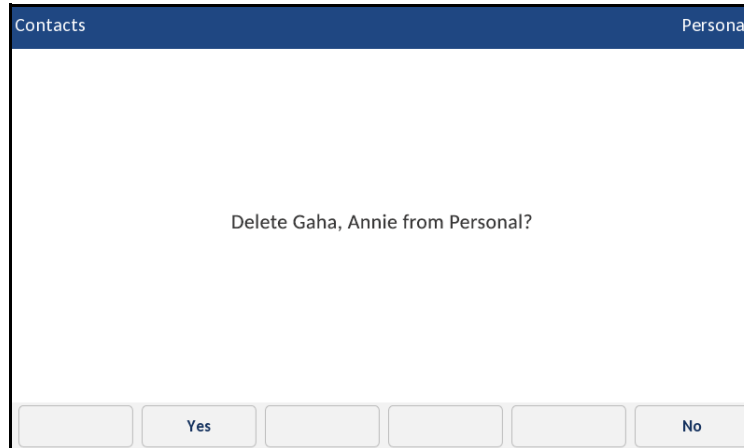 Contacts
Persona
Delete Gaha, Annie from Personal?
Yes
No